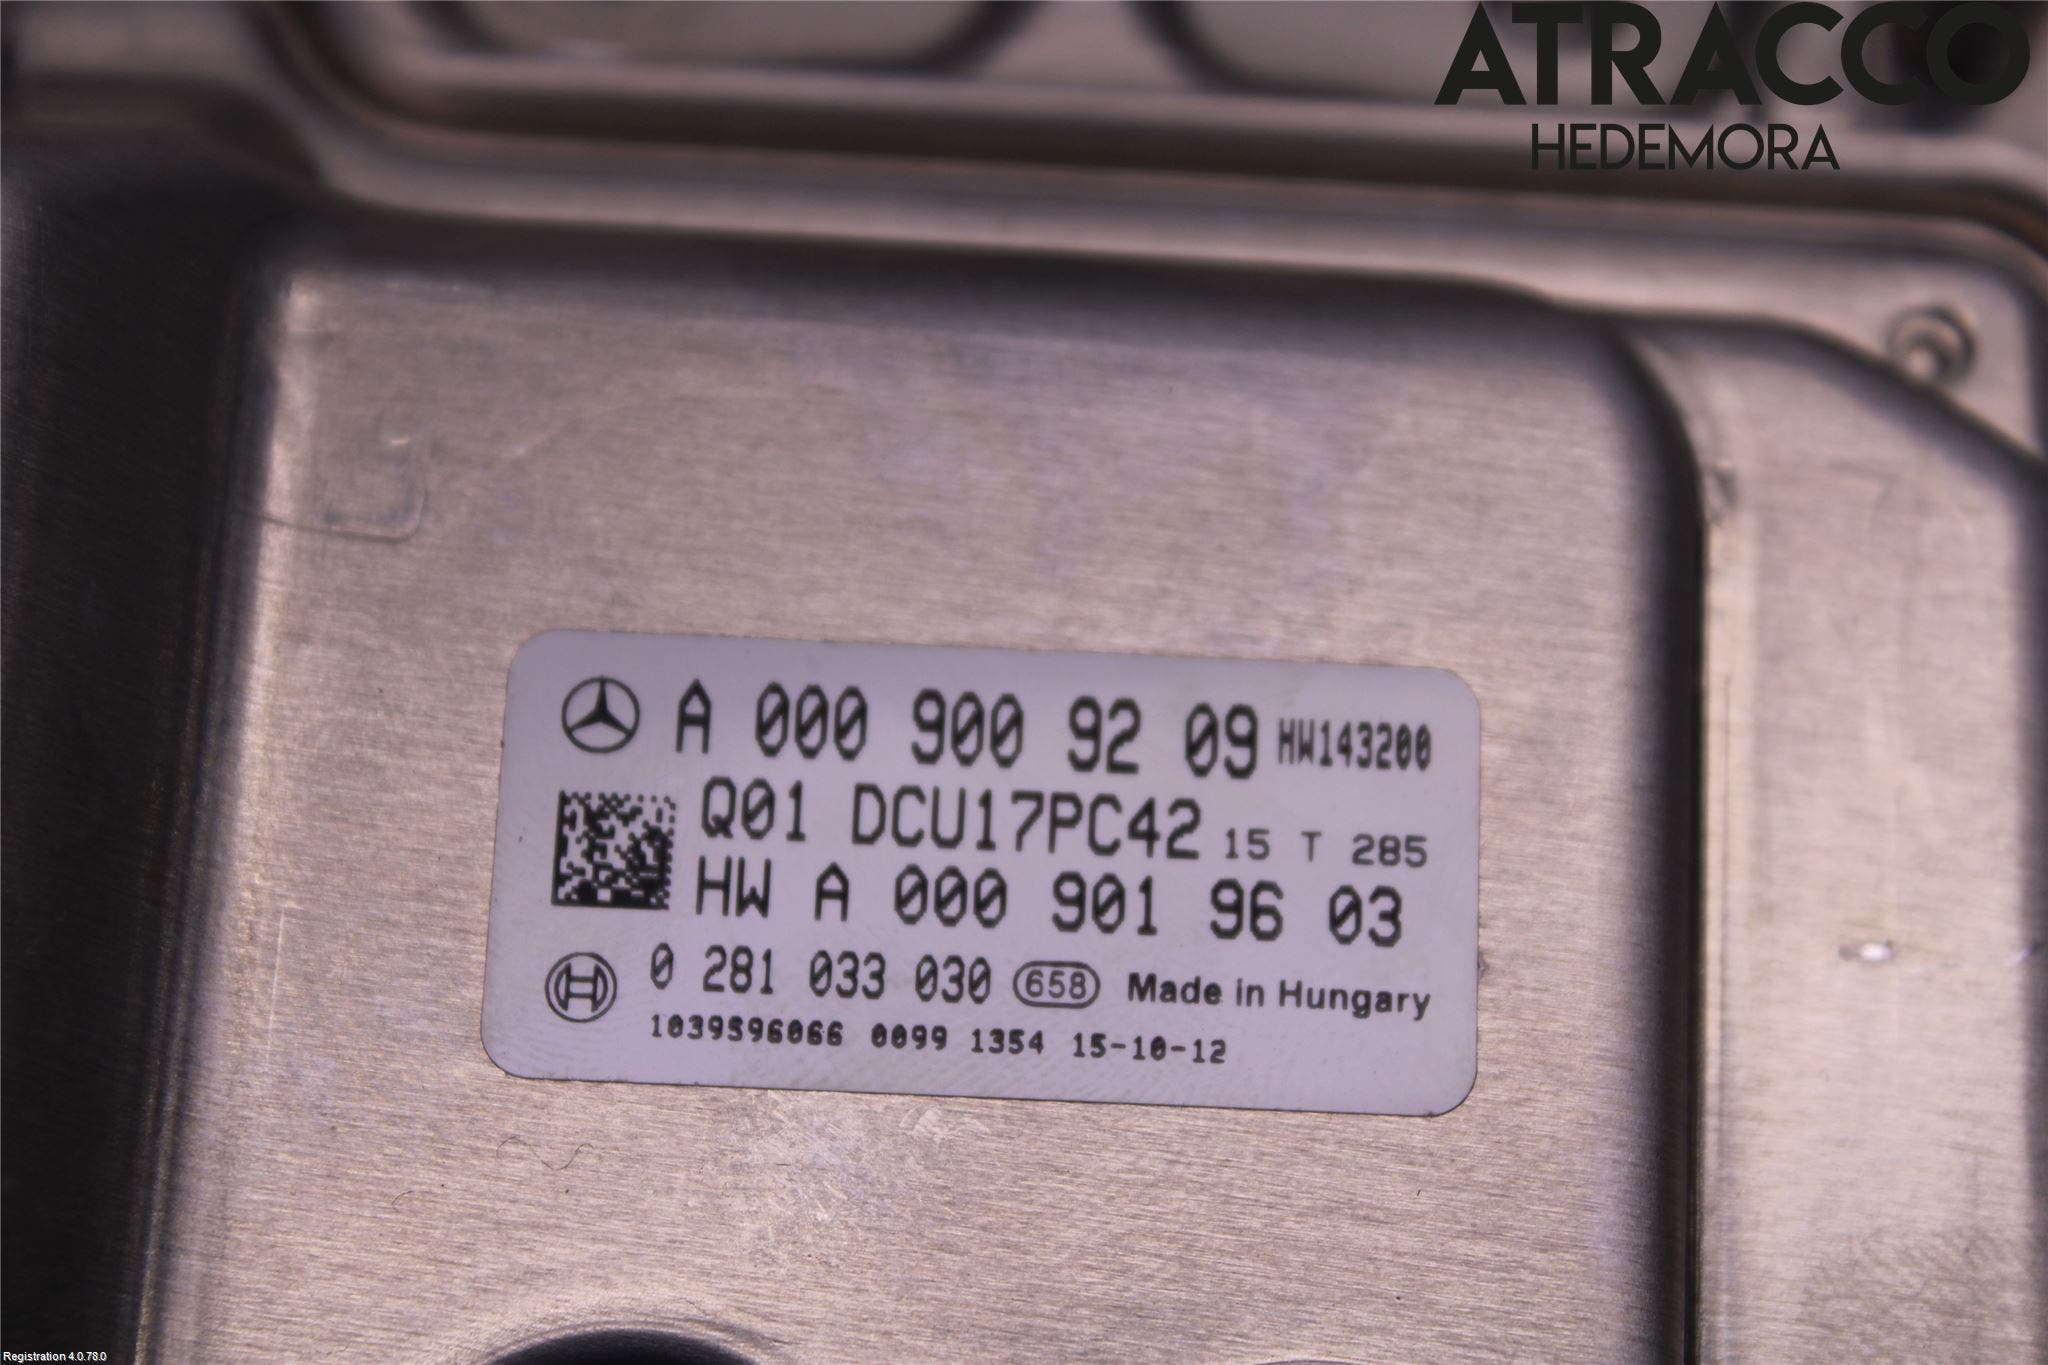 ATRACCO
HEDEMORA
A 000 900 92 09 HW143200
Q01 DCU17PC42 15 T 285
HW A 000 901 96 03
0 281 033 030 658 Made in Hungary
1039S96066 0099 1354 15-10-12
Registration 4.0.78.0